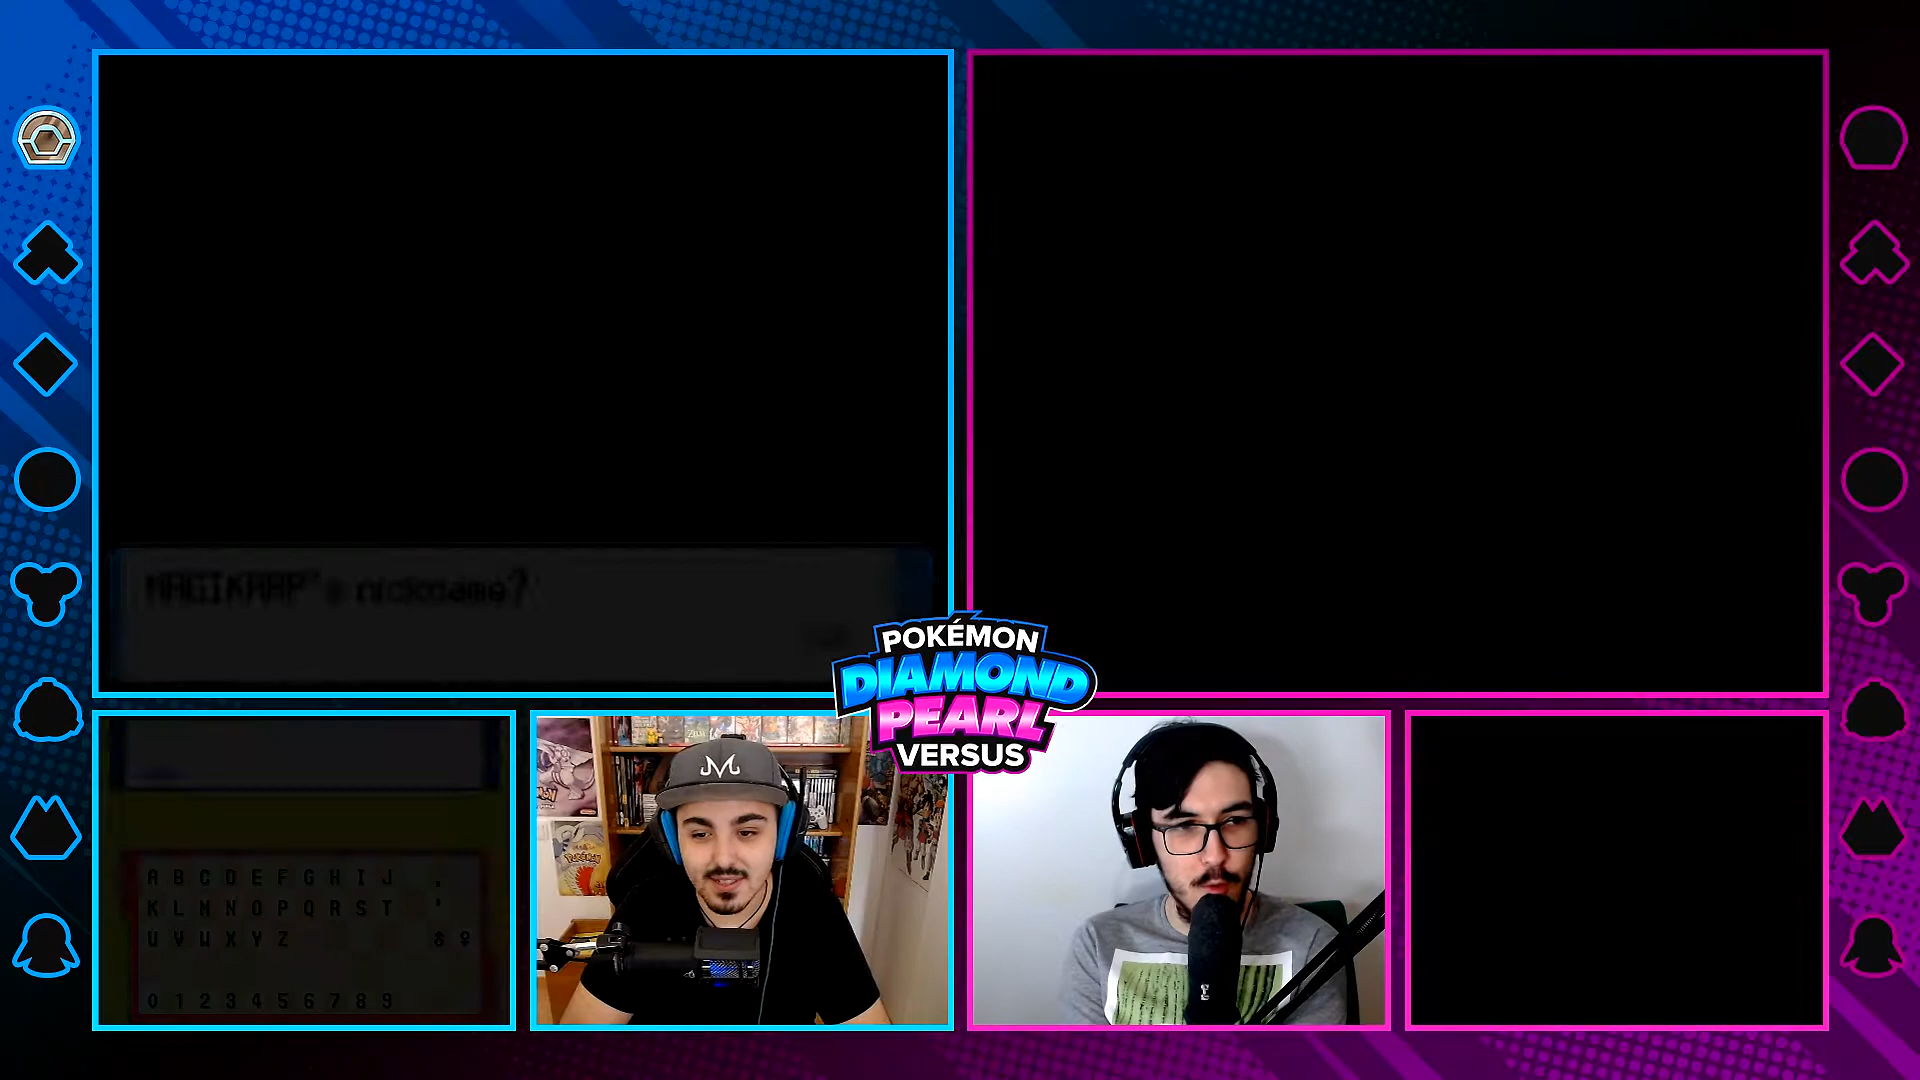 MAGIKARP's nickname?
POKÉMON
DIAMOND
PEARL
VERSUS
A B C D E F G H I J ,
K L M N O P Q R S T '
U V W X Y Z ♂ ♀
0 1 2 3 4 5 6 7 8 9